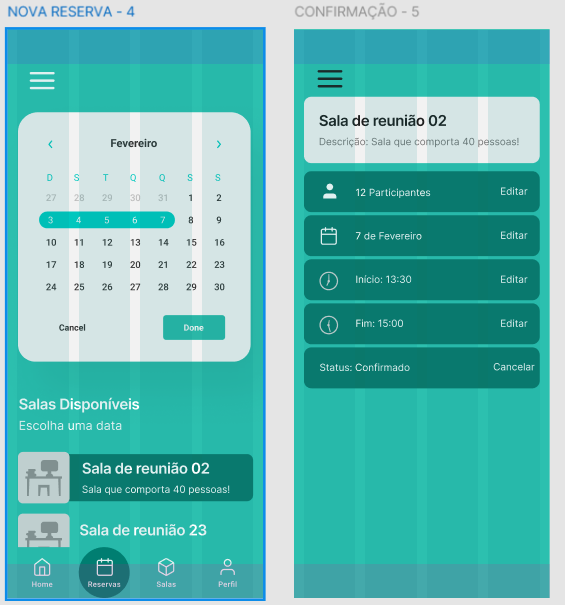 NOVA RESERVA - 4
Fevereiro
D S T Q Q S S
27 28 29 30 31 1 2
3 4 5 6 7 8 9
10 11 12 13 14 15 16
17 18 19 20 21 22 23
24 25 26 27 28 29 30
Cancel Done
Salas Disponíveis
Escolha uma data
Sala de reunião 02
Sala que comporta 40 pessoas!
Sala de reunião 23
Home Reservas Salas Perfil
CONFIRMAÇÃO - 5
Sala de reunião 02
Descrição: Sala que comporta 40 pessoas!
12 Participantes Editar
7 de Fevereiro Editar
Início: 13:30 Editar
Fim: 15:00 Editar
Status: Confirmado Cancelar